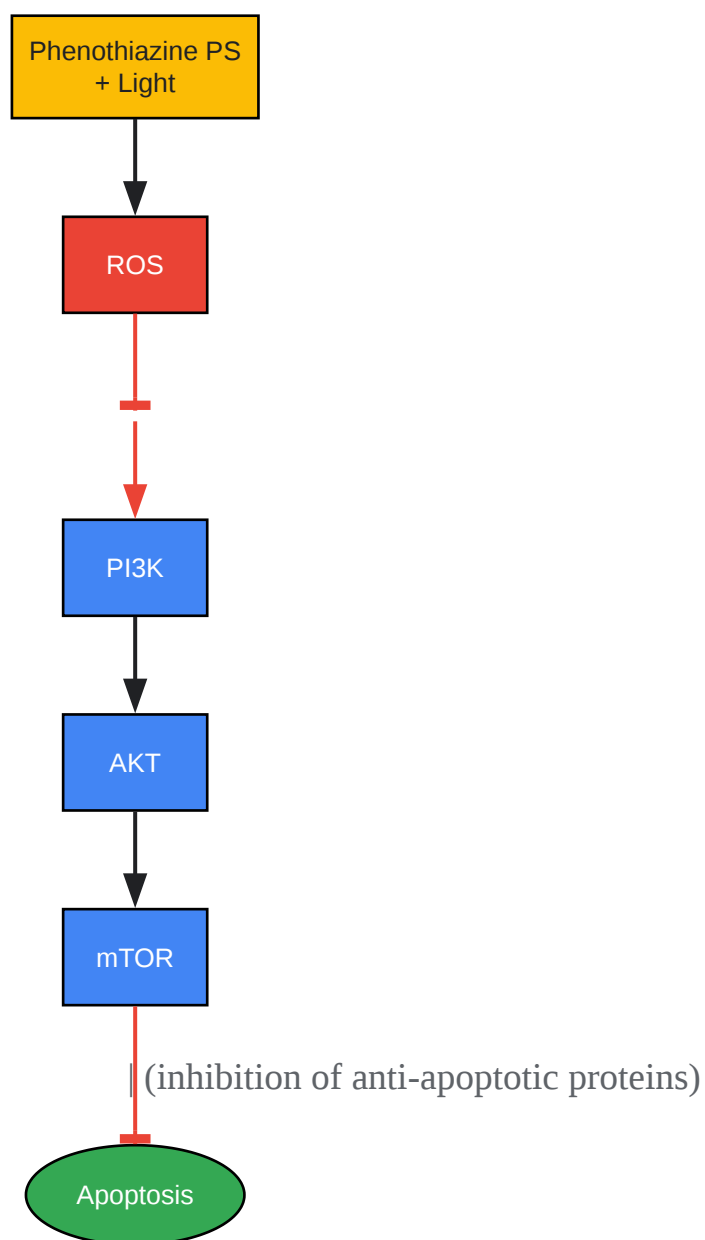 Phenothiazine PS
+ Light
ROS
PI3K
AKT
mTOR
| (inhibition of anti-apoptotic proteins)
Apoptosis